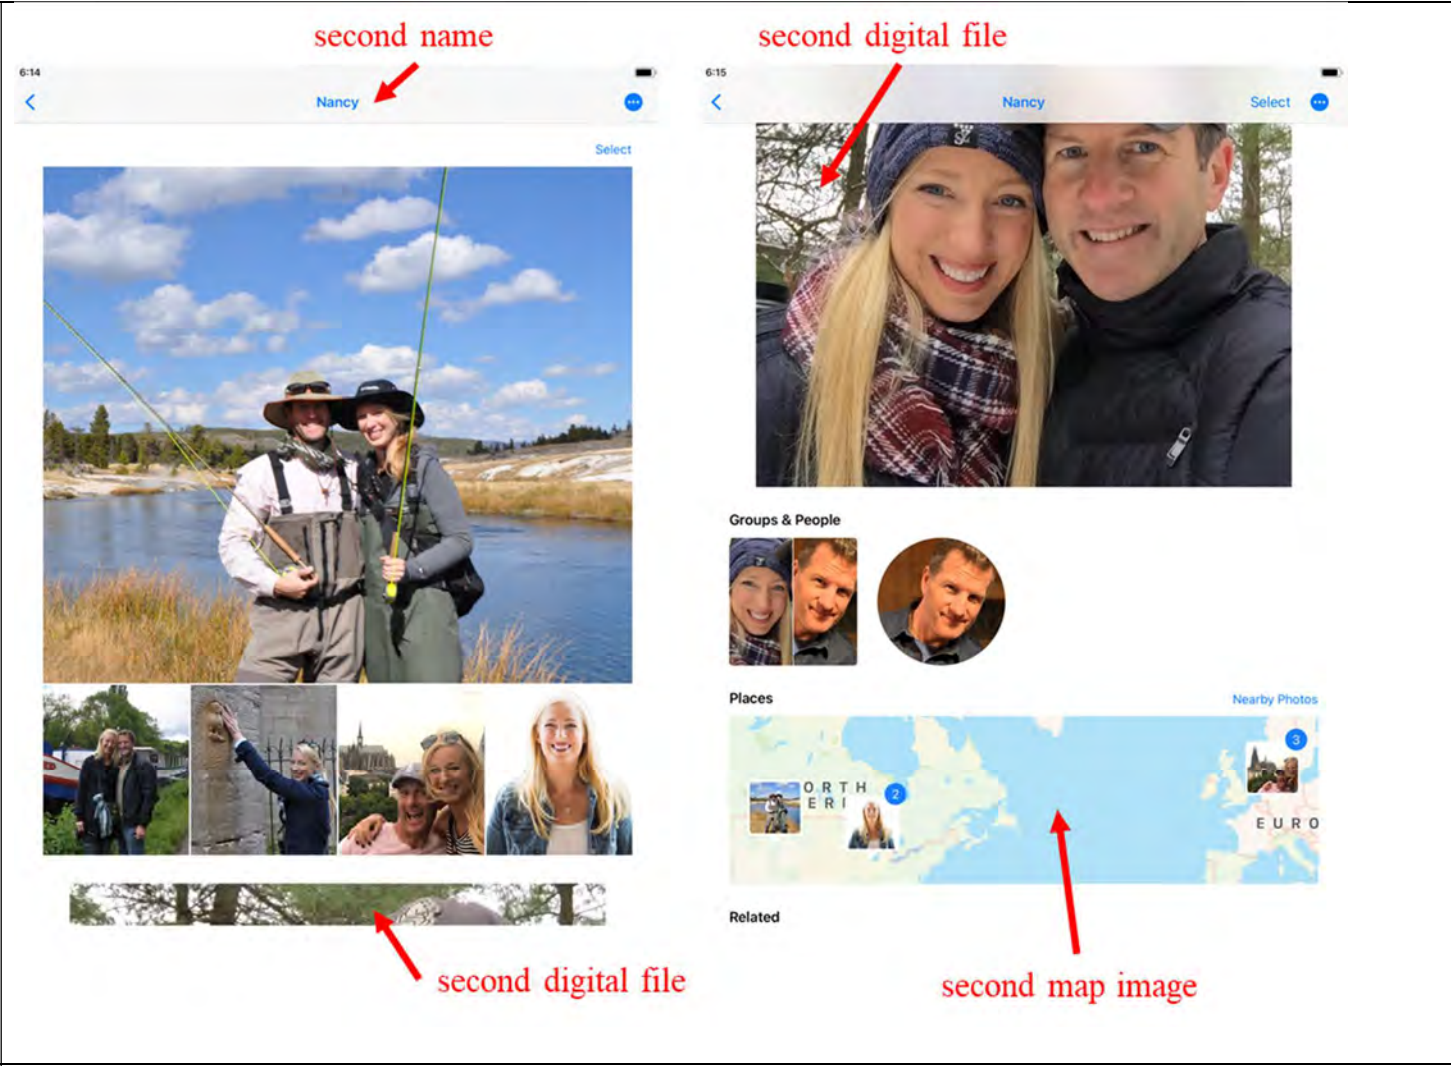 second name
second digital file
6:14
Nancy
Select
second digital file
6:15
Nancy
Select
Groups & People
Places
Nearby Photos
ORTH
ERI
2
3
EURO
Related
second map image